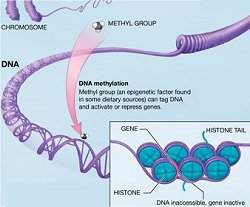 CHROMOSOME
METHYL GROUP
DNA
DNA methylation
Methyl group (an epigenetic factor found
in some dietary sources) can tag DNA
and activate or repress genes.
GENE
HISTONE TAIL
HISTONE
DNA inaccessible, gene inactive